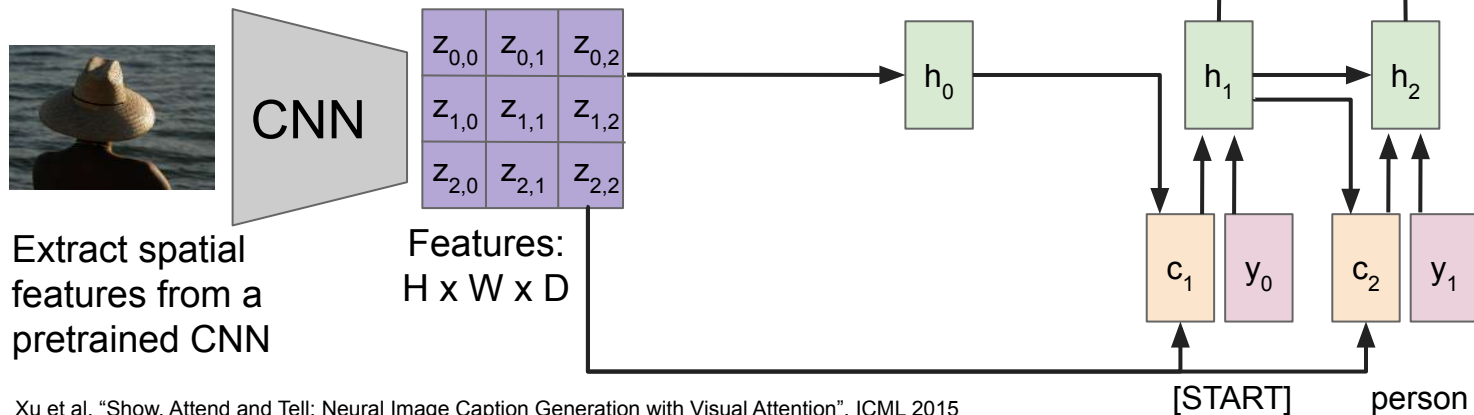 CNN
z0,0 z0,1 z0,2
z1,0 z1,1 z1,2
z2,0 z2,1 z2,2
h0
h1
h2
Extract spatial
features from a
pretrained CNN
Features:
H x W x D
c1
y0
c2
y1
[START]
person
Xu et al, “Show, Attend and Tell: Neural Image Caption Generation with Visual Attention”, ICML 2015